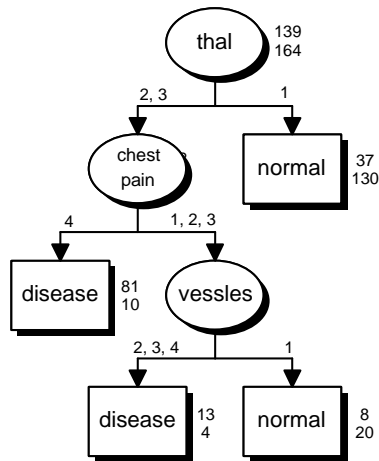 thal
139
164
2, 3
1
chest
pain
normal
37
130
4
1, 2, 3
disease
81
10
vessles
2, 3, 4
1
disease
13
4
normal
8
20